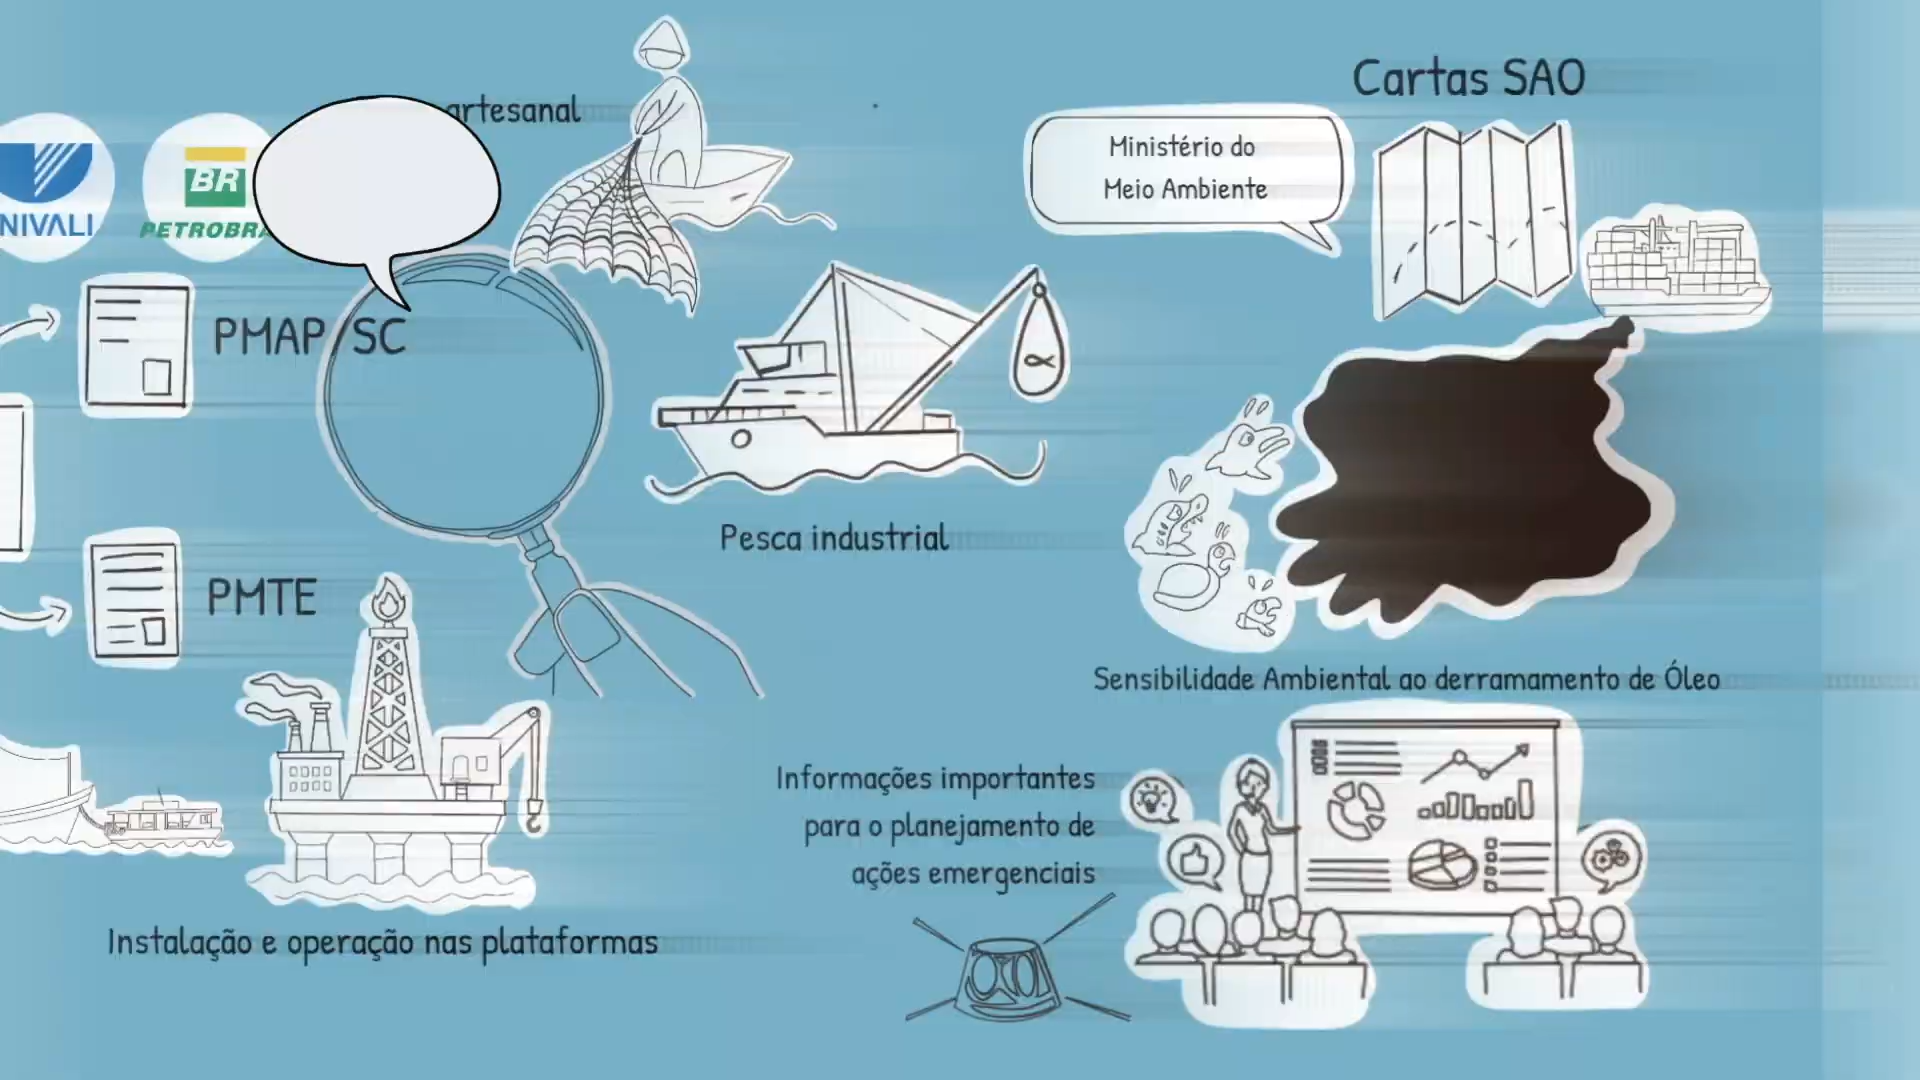 artesanal
Cartas SAO
Ministério do
Meio Ambiente
NIVALI
BR
PETROBRA
PMAP/SC
Pesca industrial
PMTE
Sensibilidade Ambiental ao derramamento de Óleo
Informações importantes
para o planejamento de
ações emergenciais
Instalação e operação nas plataformas